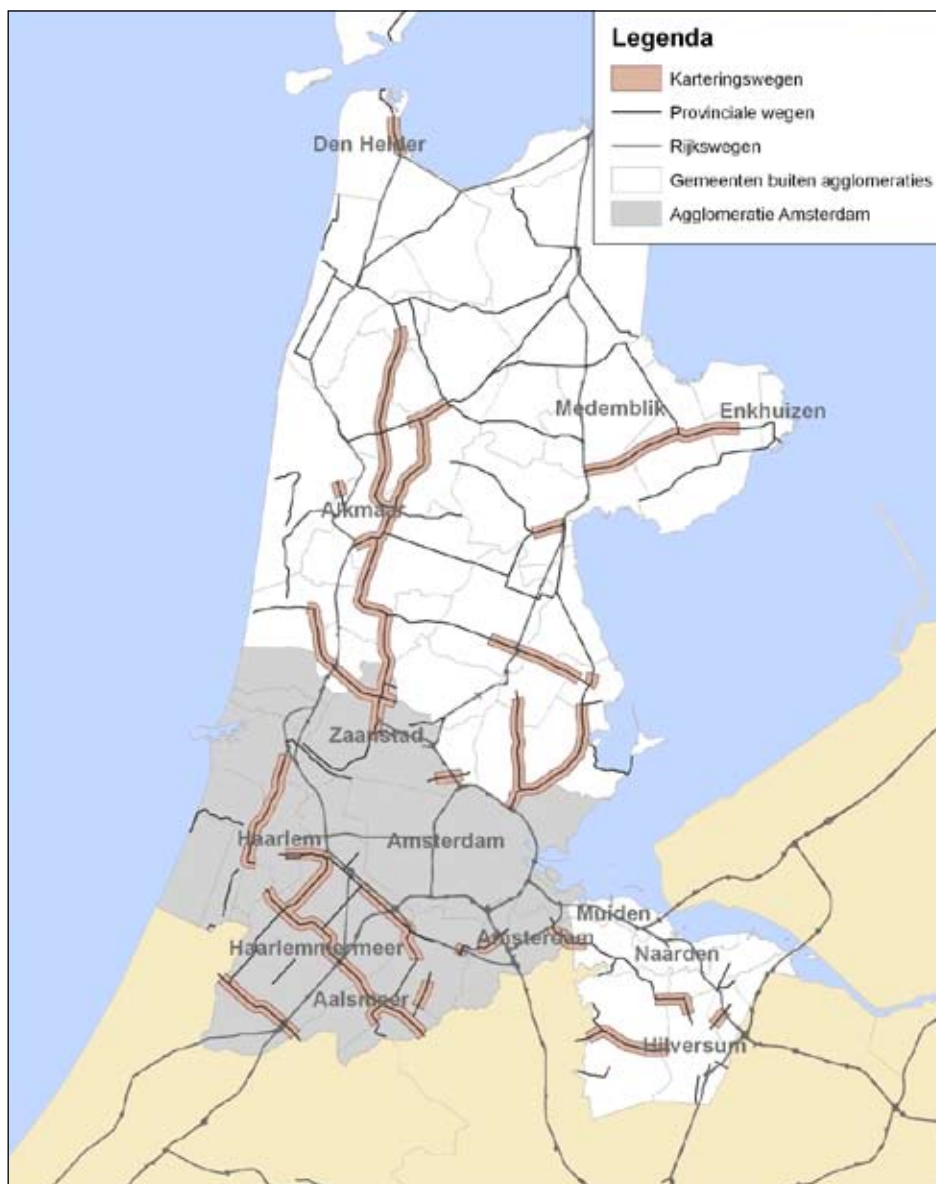 Legenda
Karteringswegen
Provinciale wegen
Rijkswegen
Gemeenten buiten agglomeraties
Agglomeratie Amsterdam
Den Helder
Medemblik
Enkhuizen
Alkmaar
Zaanstad
Haarlem
Amsterdam
Muiden
Amsterdam
Haarlemmermeer
Naarden
Aalsmeer
Hilversum